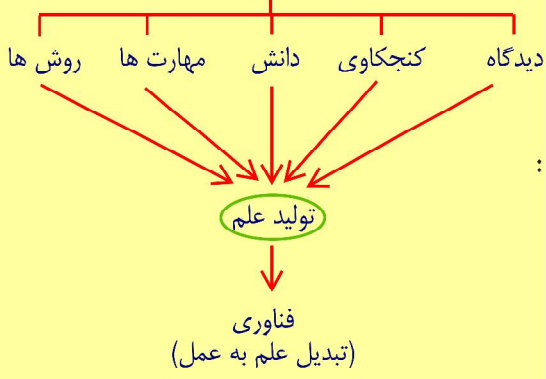 دیدگاه کنجکاوی دانش مهارت ها روش ها
:
تولید علم
فناوری
(تبدیل علم به عمل)